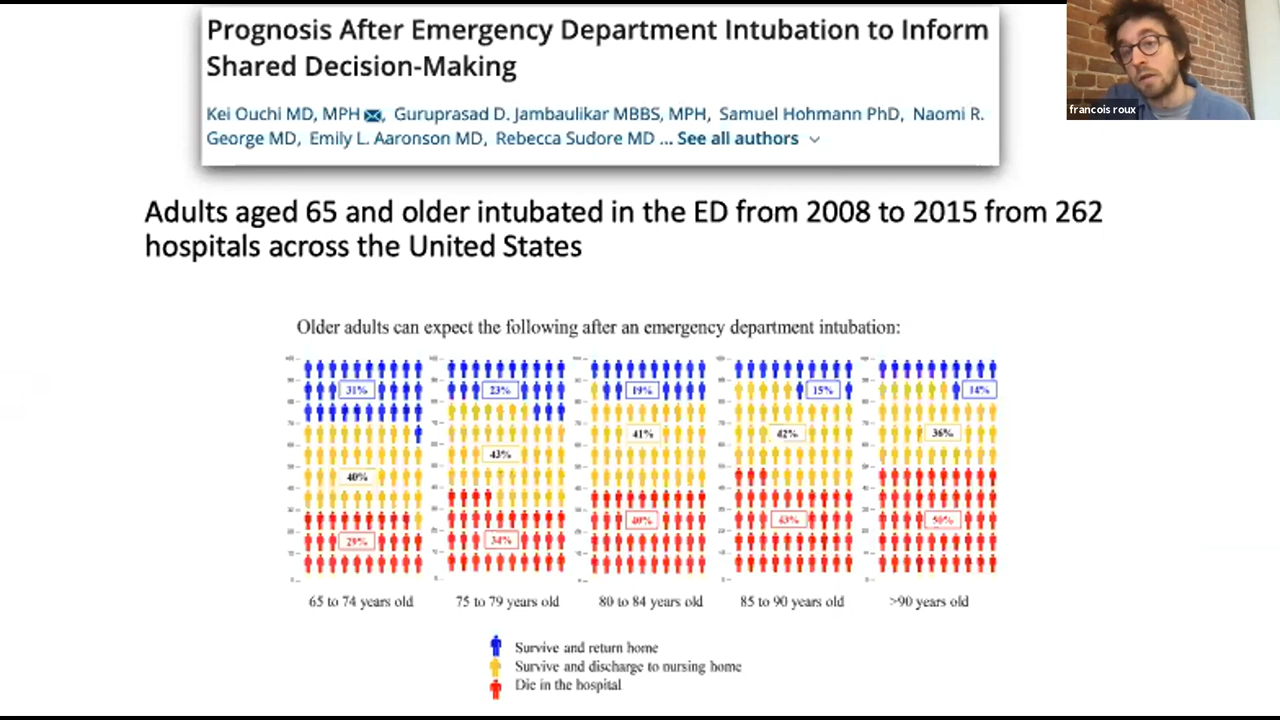 Prognosis After Emergency Department Intubation to Inform
Shared Decision-Making
Kei Ouchi MD, MPH, Guruprasad D. Jambaulikar MBBS, MPH, Samuel Hohmann PhD, Naomi R.
George MD, Emily L. Aaronson MD, Rebecca Sudore MD ... See all authors
francois roux
Adults aged 65 and older intubated in the ED from 2008 to 2015 from 262
hospitals across the United States
Older adults can expect the following after an emergency department intubation:
31% 23% 19% 15% 14%
40% 43% 41% 42% 36%
29% 34% 40% 43% 50%
65 to 74 years old 75 to 79 years old 80 to 84 years old 85 to 90 years old >90 years old
Survive and return home
Survive and discharge to nursing home
Die in the hospital